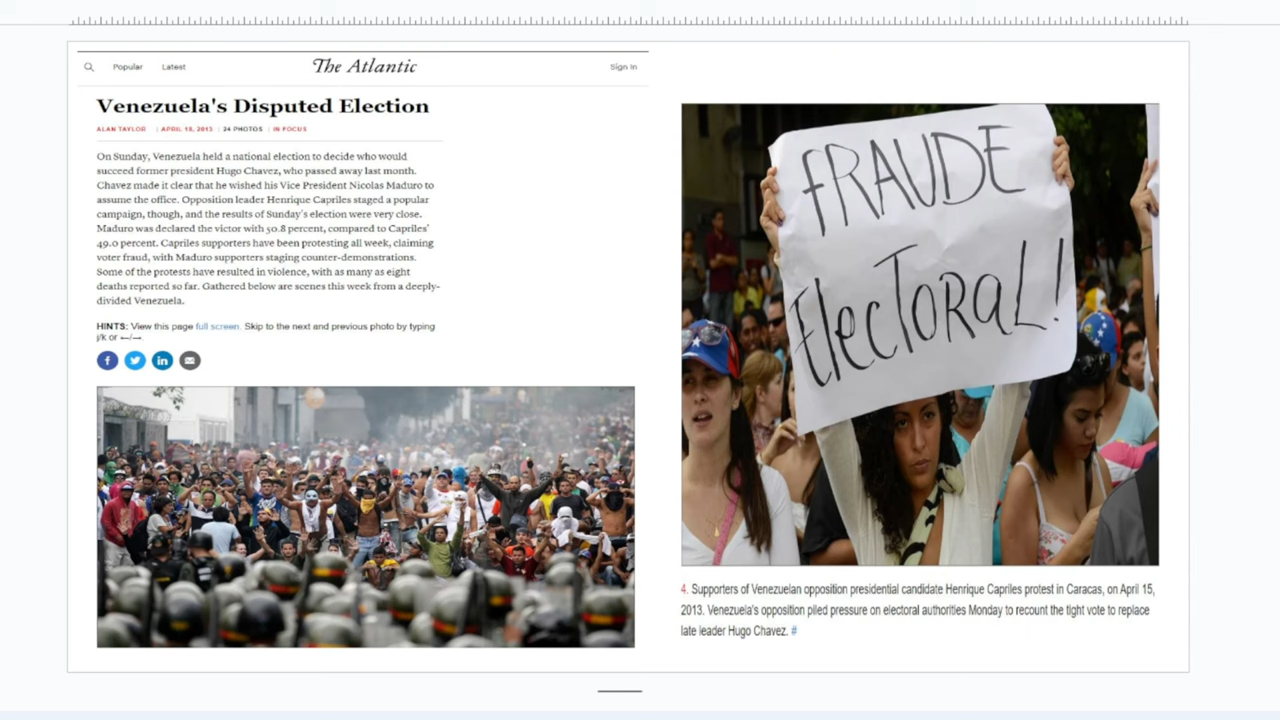 Popular Latest The Atlantic Sign In
Venezuela's Disputed Election
ALAN TAYLOR | APRIL 18, 2013 | 24 PHOTOS | IN FOCUS
On Sunday, Venezuela held a national election to decide who would
succeed former president Hugo Chavez, who passed away last month.
Chavez made it clear that he wished his Vice President Nicolas Maduro to
assume the office. Opposition leader Henrique Capriles staged a popular
campaign, though, and the results of Sunday's election were very close.
Maduro was declared the victor with 50.8 percent, compared to Capriles'
49.0 percent. Capriles supporters have been protesting all week, claiming
voter fraud, with Maduro supporters staging counter-demonstrations.
Some of the protests have resulted in violence, with as many as eight
deaths reported so far. Gathered below are scenes this week from a deeply-
divided Venezuela.
HINTS: View this page full screen. Skip to the next and previous photo by typing
j/k or ←/→.
f in
FRAUDE
ElecToRaL!
4. Supporters of Venezuelan opposition presidential candidate Henrique Capriles protest in Caracas, on April 15,
2013. Venezuela's opposition piled pressure on electoral authorities Monday to recount the tight vote to replace
late leader Hugo Chavez. #